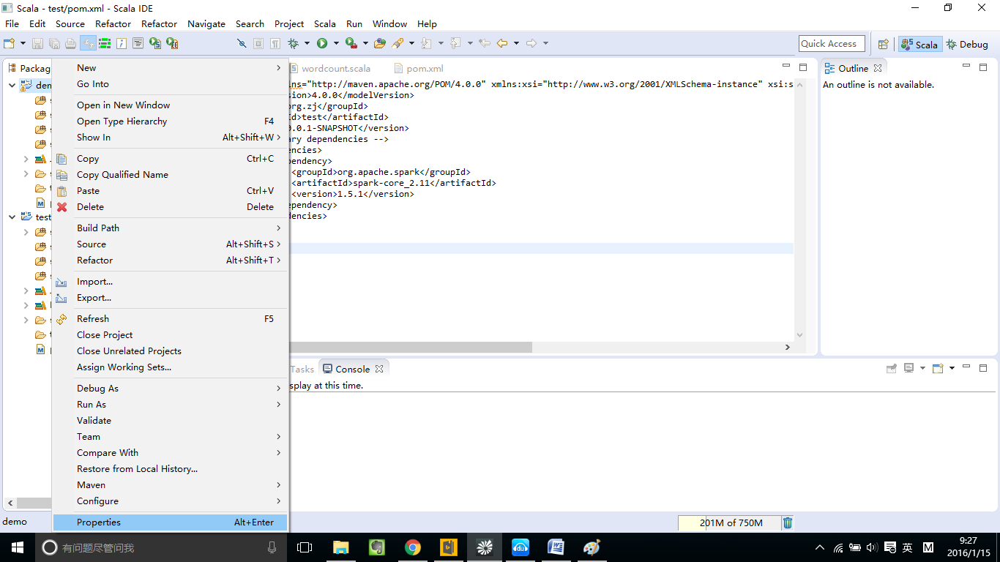 Scala - test/pom.xml - Scala IDE
File Edit Source Refactor Refactor Navigate Search Project Scala Run Window Help
Quick Access Scala Debug
Packag
wordcount.scala pom.xml
Outline
An outline is not available.
dem
test
New
Go Into
Open in New Window
Open Type Hierarchy F4
Show In Alt+Shift+W
Copy Ctrl+C
Copy Qualified Name
Paste Ctrl+V
Delete Delete
Build Path
Source Alt+Shift+S
Refactor Alt+Shift+T
Import...
Export...
Refresh F5
Close Project
Close Unrelated Projects
Assign Working Sets...
Debug As
Run As
Validate
Team
Compare With
Restore from Local History...
Maven
Configure
Properties Alt+Enter
lns="http://maven.apache.org/POM/4.0.0" xmlns:xsi="http://www.w3.org/2001/XMLSchema-instance" xsi:s
sion>4.0.0</modelVersion>
org.zj</groupId>
Id>test</artifactId>
0.0.1-SNAPSHOT</version>
ary dependencies -->
encies>
pendency>
<groupId>org.apache.spark</groupId>
<artifactId>spark-core_2.11</artifactId>
<version>1.5.1</version>
ependency>
dencies>
Tasks Console
splay at this time.
demo
201M of 750M
有问题尽管问我
英 M
9:27
2016/1/15